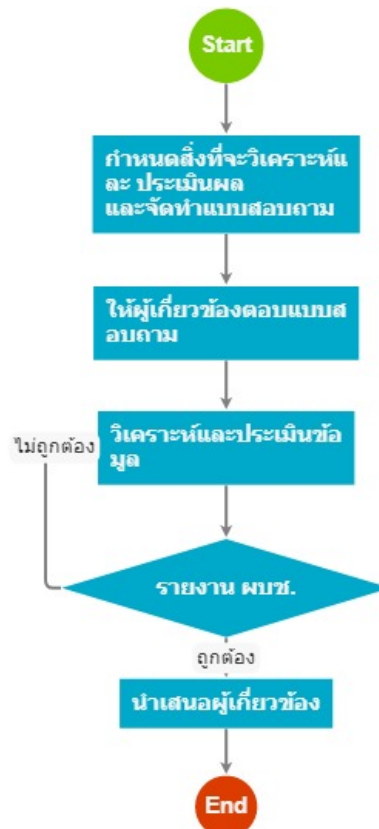 Start
กำหนดสิ่งที่จะวิเคราะห์แ
ละ ประเมินผล
และจัดทำแบบสอบถาม
ให้ผู้เกี่ยวข้องตอบแบบส
อบถาม
ไม่ถูกต้อง
วิเคราะห์และประเมินข้อ
มูล
รายงาน ผบช.
ถูกต้อง
นำเสนอผู้เกี่ยวข้อง
End